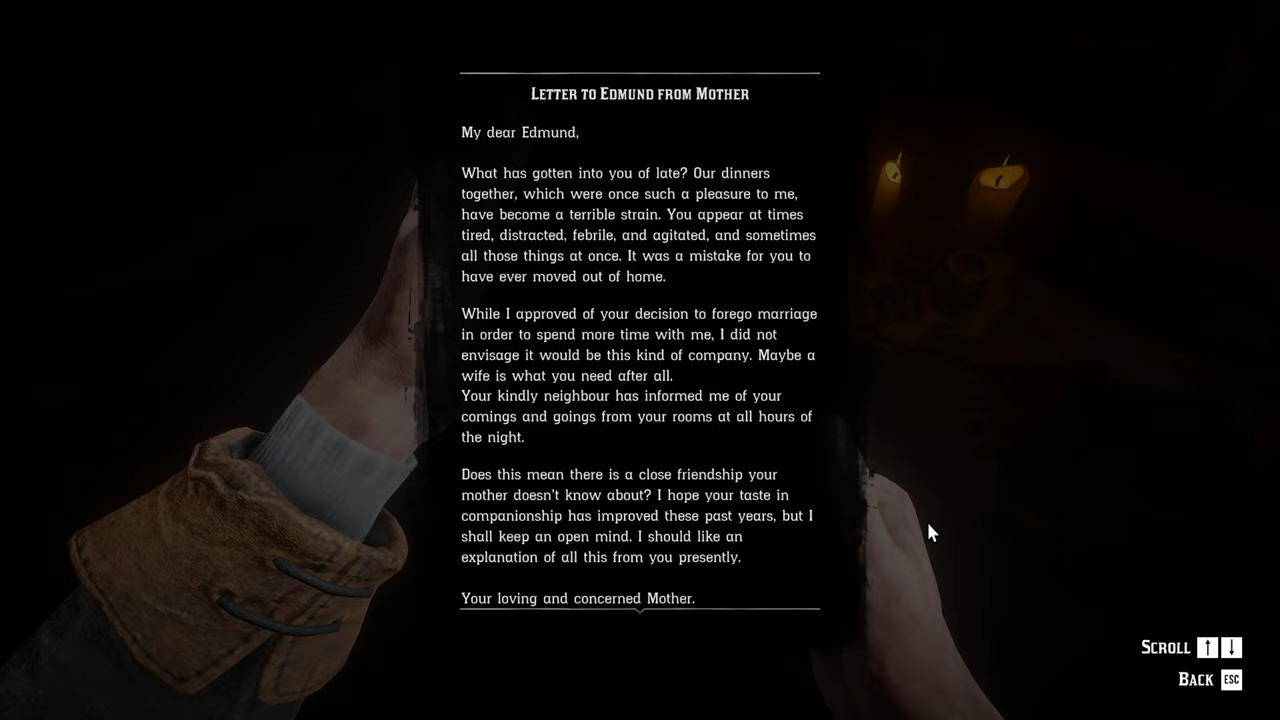 Letter to Edmund from Mother
My dear Edmund,
What has gotten into you of late? Our dinners
together, which were once such a pleasure to me,
have become a terrible strain. You appear at times
tired, distracted, febrile, and agitated, and sometimes
all those things at once. It was a mistake for you to
have ever moved out of home.
While I approved of your decision to forego marriage
in order to spend more time with me, I did not
envisage it would be this kind of company. Maybe a
wife is what you need after all.
Your kindly neighbour has informed me of your
comings and goings from your rooms at all hours of
the night.
Does this mean there is a close friendship your
mother doesn't know about? I hope your taste in
companionship has improved these past years, but I
shall keep an open mind. I should like an
explanation of all this from you presently.
Your loving and concerned Mother.
Scroll ↑ ↓
Back ESC